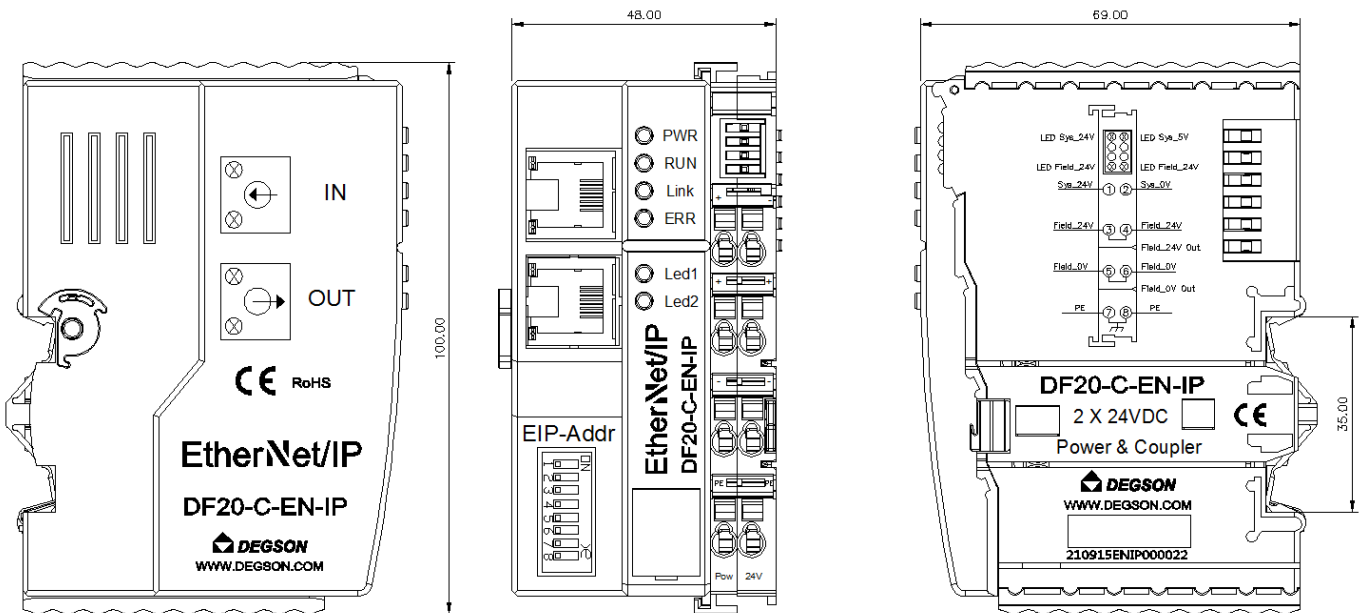 IN
OUT
100.00
CE RoHS
EtherNet/IP
DF20-C-EN-IP
DEGSON
WWW.DEGSON.COM
48.00
PWR
RUN
Link
ERR
Led1
Led2
EtherNet/IP
DF20-C-EN-IP
EIP-Addr
ON
1
2
3
4
5
6
7
8
+ -
+ +
- -
PE PE
Pow 24V
69.00
LED Sys_24V LED Sys_5V
LED Field_24V LED Field_24V
Sys_24V 1 2 Sys_0V
Field_24V 3 4 Field_24V
Field_24V Out
Field_0V 5 6 Field_0V
Field_0V Out
PE 7 8 PE
35.00
DF20-C-EN-IP
2 X 24VDC CE
Power & Coupler
DEGSON
WWW.DEGSON.COM
210915ENIP000022